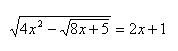 √(4x² − √(8x+5)) = 2x+1